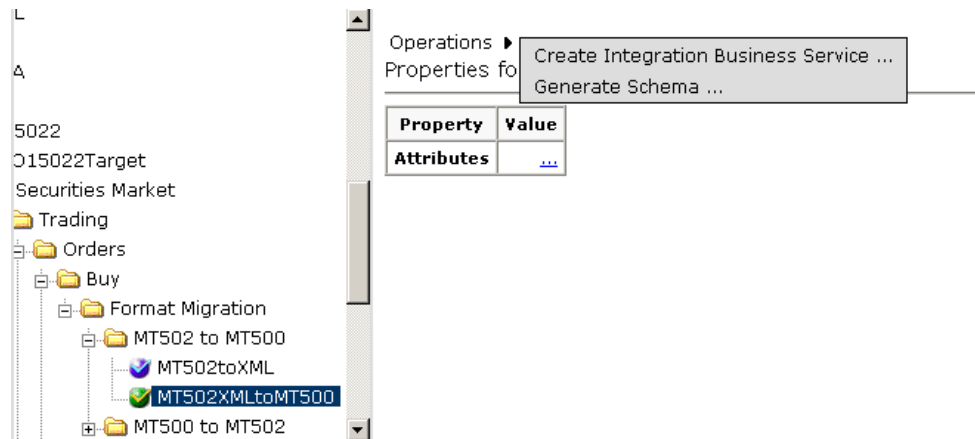 5022
O15022Target
Securities Market
Trading
Orders
Buy
Format Migration
MT502 to MT500
MT502toXML
MT502XMLtoMT500
MT500 to MT502
Operations
Properties fo
Create Integration Business Service ...
Generate Schema ...
Property Value
Attributes ...